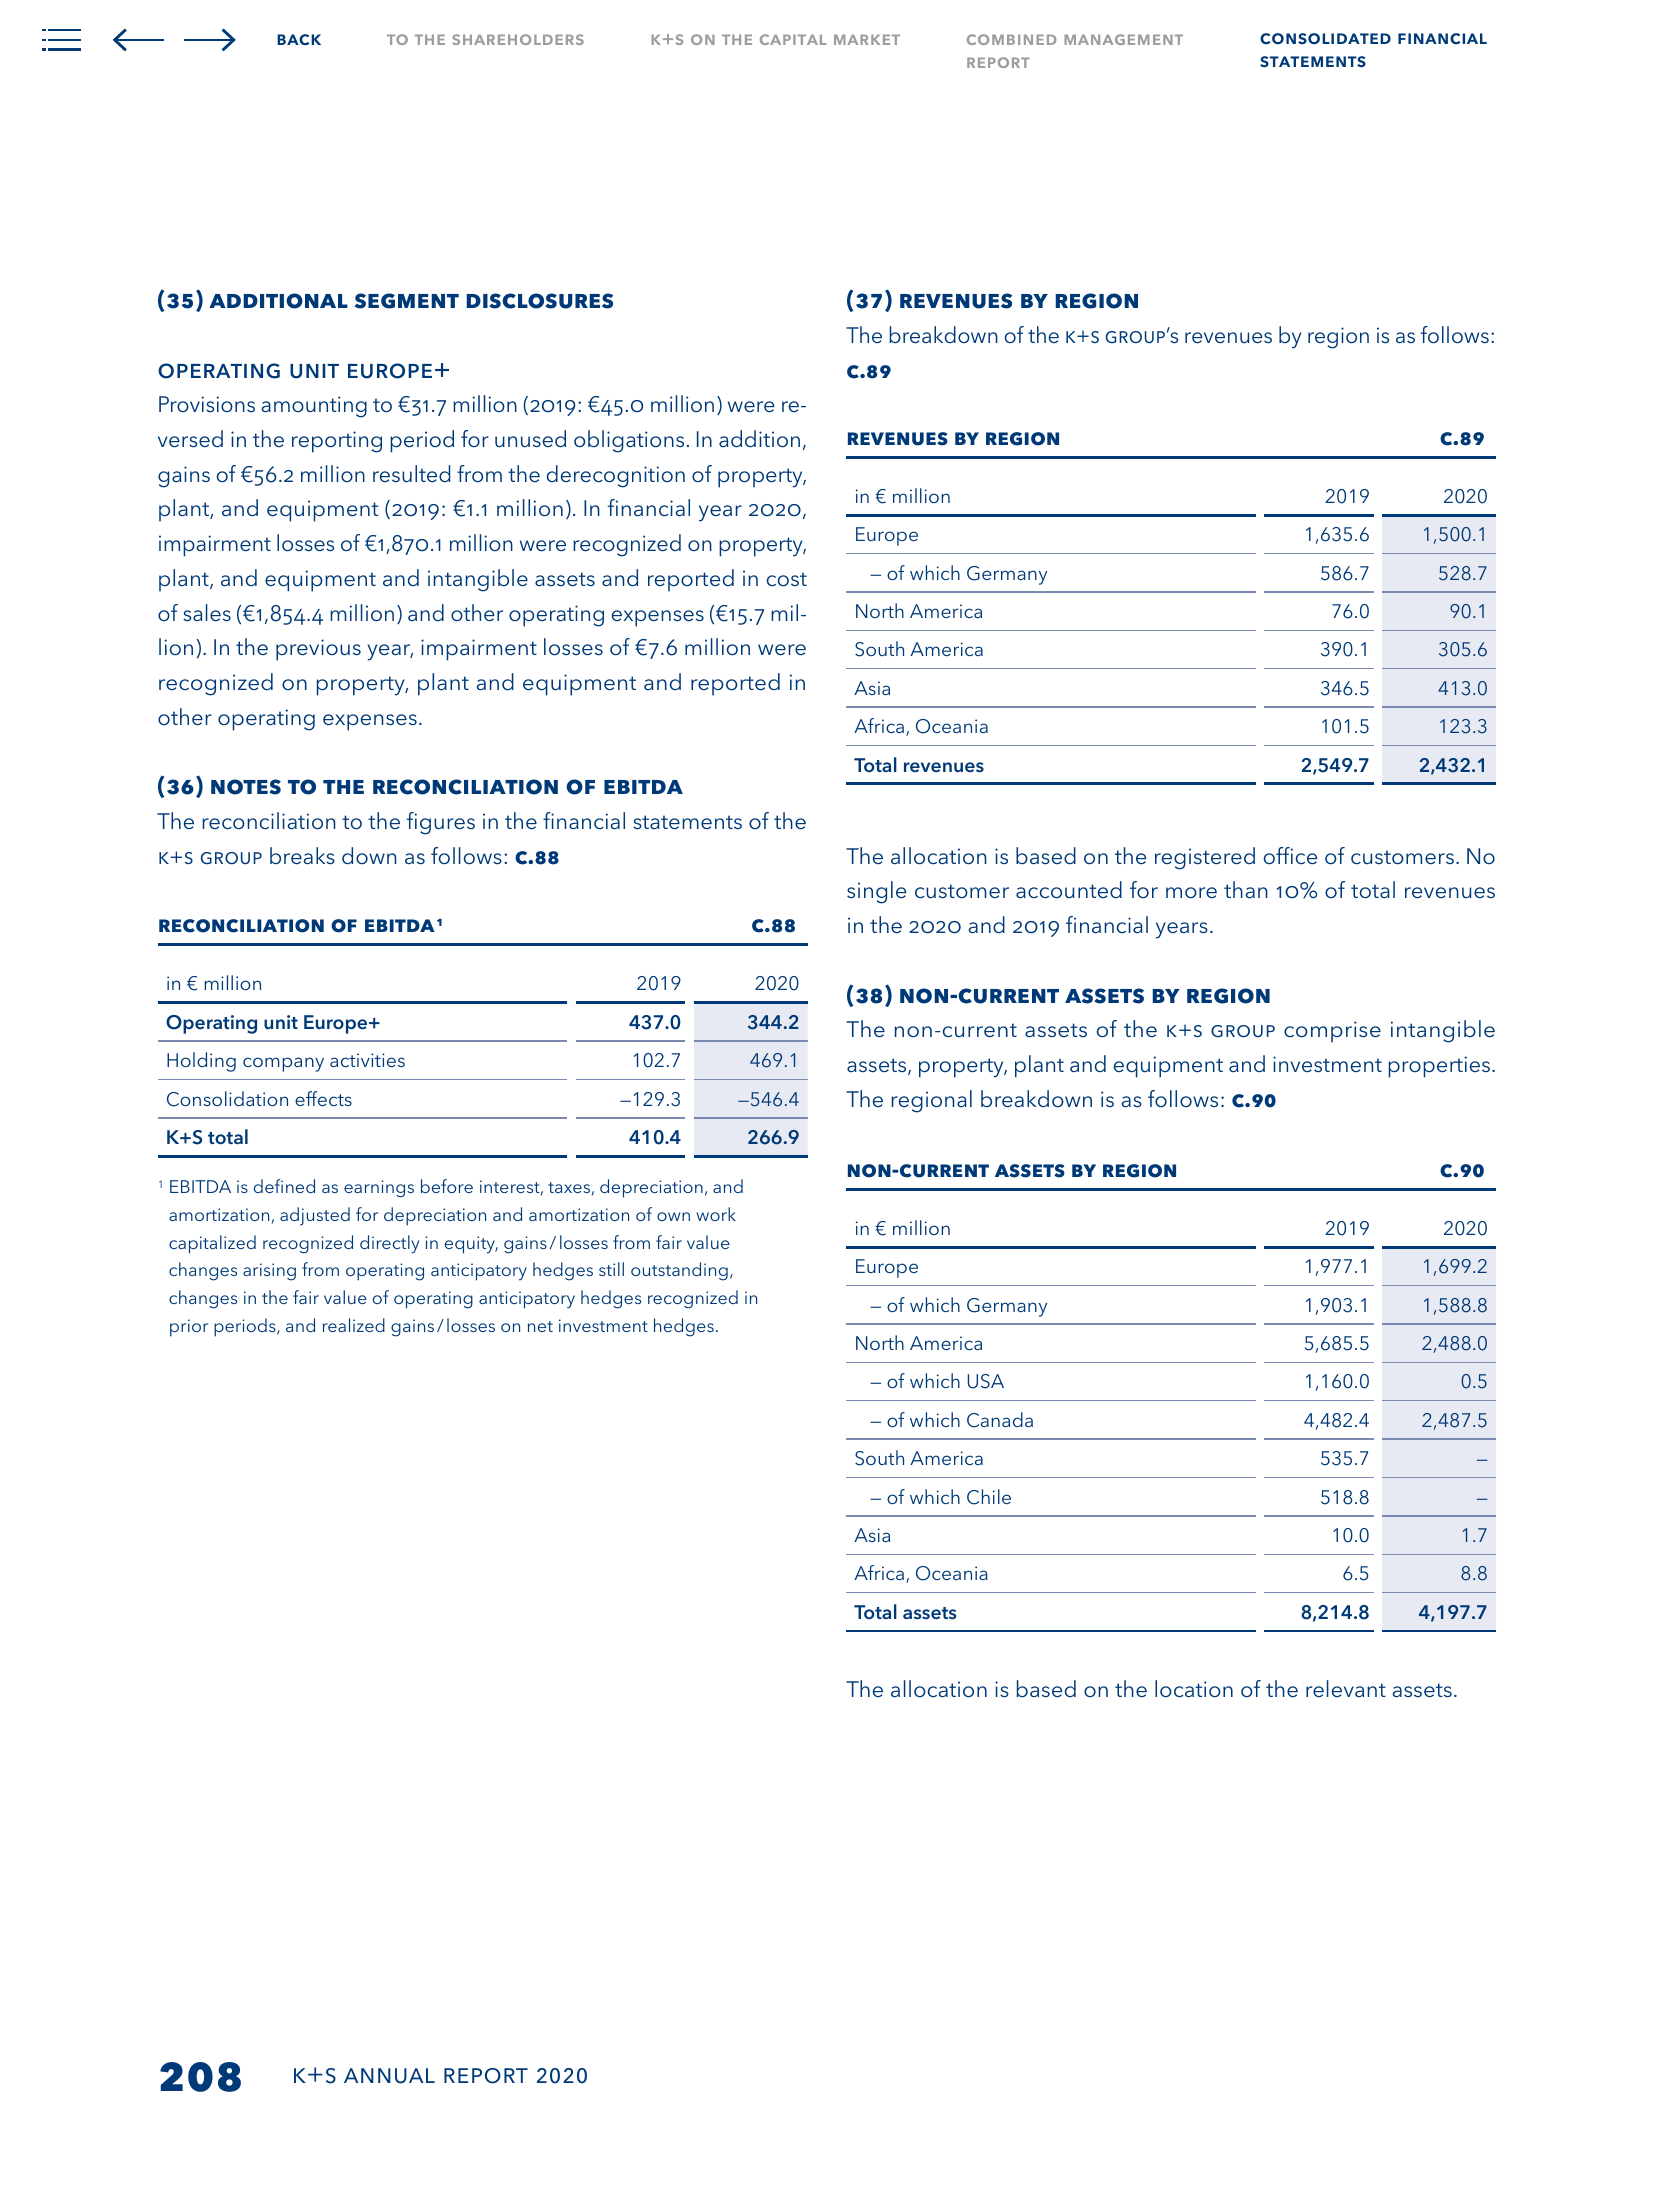 BACK
TO THE SHAREHOLDERS
K+S ON THE CAPITAL MARKET
COMBINED MANAGEMENT
REPORT
CONSOLIDATED FINANCIAL
STATEMENTS
(35) ADDITIONAL SEGMENT DISCLOSURES
OPERATING UNIT EUROPE+
Provisions amounting to €31.7 million (2019: €45.0 million) were re-
versed in the reporting period for unused obligations. In addition,
gains of €56.2 million resulted from the derecognition of property,
plant, and equipment (2019: €1.1 million). In financial year 2020,
impairment losses of €1,870.1 million were recognized on property,
plant, and equipment and intangible assets and reported in cost
of sales (€1,854.4 million) and other operating expenses (€15.7 mil-
lion). In the previous year, impairment losses of €7.6 million were
recognized on property, plant and equipment and reported in
other operating expenses.
(36) NOTES TO THE RECONCILIATION OF EBITDA
The reconciliation to the figures in the financial statements of the
K+S GROUP breaks down as follows: C.88
RECONCILIATION OF EBITDA¹ C.88
in € million 2019 2020
Operating unit Europe+ 437.0 344.2
Holding company activities 102.7 469.1
Consolidation effects –129.3 –546.4
K+S total 410.4 266.9
¹ EBITDA is defined as earnings before interest, taxes, depreciation, and
amortization, adjusted for depreciation and amortization of own work
capitalized recognized directly in equity, gains/losses from fair value
changes arising from operating anticipatory hedges still outstanding,
changes in the fair value of operating anticipatory hedges recognized in
prior periods, and realized gains/losses on net investment hedges.
(37) REVENUES BY REGION
The breakdown of the K+S GROUP's revenues by region is as follows:
C.89
REVENUES BY REGION C.89
in € million 2019 2020
Europe 1,635.6 1,500.1
– of which Germany 586.7 528.7
North America 76.0 90.1
South America 390.1 305.6
Asia 346.5 413.0
Africa, Oceania 101.5 123.3
Total revenues 2,549.7 2,432.1
The allocation is based on the registered office of customers. No
single customer accounted for more than 10% of total revenues
in the 2020 and 2019 financial years.
(38) NON-CURRENT ASSETS BY REGION
The non-current assets of the K+S GROUP comprise intangible
assets, property, plant and equipment and investment properties.
The regional breakdown is as follows: C.90
NON-CURRENT ASSETS BY REGION C.90
in € million 2019 2020
Europe 1,977.1 1,699.2
– of which Germany 1,903.1 1,588.8
North America 5,685.5 2,488.0
– of which USA 1,160.0 0.5
– of which Canada 4,482.4 2,487.5
South America 535.7 –
– of which Chile 518.8 –
Asia 10.0 1.7
Africa, Oceania 6.5 8.8
Total assets 8,214.8 4,197.7
The allocation is based on the location of the relevant assets.
208 K+S ANNUAL REPORT 2020